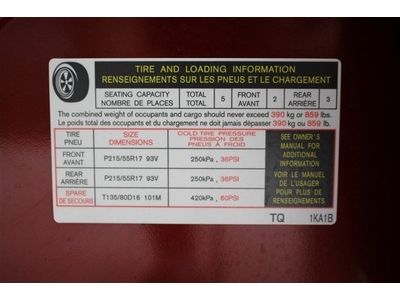 TIRE AND LOADING INFORMATION
RENSEIGNEMENTS SUR LES PNEUS ET LE CHARGEMENT
SEATING CAPACITY TOTAL 5 FRONT 2 REAR 3
NOMBRE DE PLACES TOTAL AVANT ARRIÈRE
The combined weight of occupants and cargo should never exceed 390 kg or 859 lbs.
Le poids total des occupants et du chargement ne doit jamais dépasser 390 kg ou 859 lb.
TIRE PNEU
SIZE DIMENSIONS
COLD TIRE PRESSURE
PRESSION DES PNEUS À FROID
FRONT AVANT P215/55R17 93V 250kPa, 36PSI
REAR ARRIÈRE P215/55R17 93V 250kPa, 36PSI
SPARE DE SECOURS T135/80D16 101M 420kPa, 60PSI
SEE OWNER'S
MANUAL FOR
ADDITIONAL
INFORMATION
VOIR LE MANUEL
DE L'USAGER
POUR PLUS DE
RENSEIGNEMENTS
TQ 1KA1B